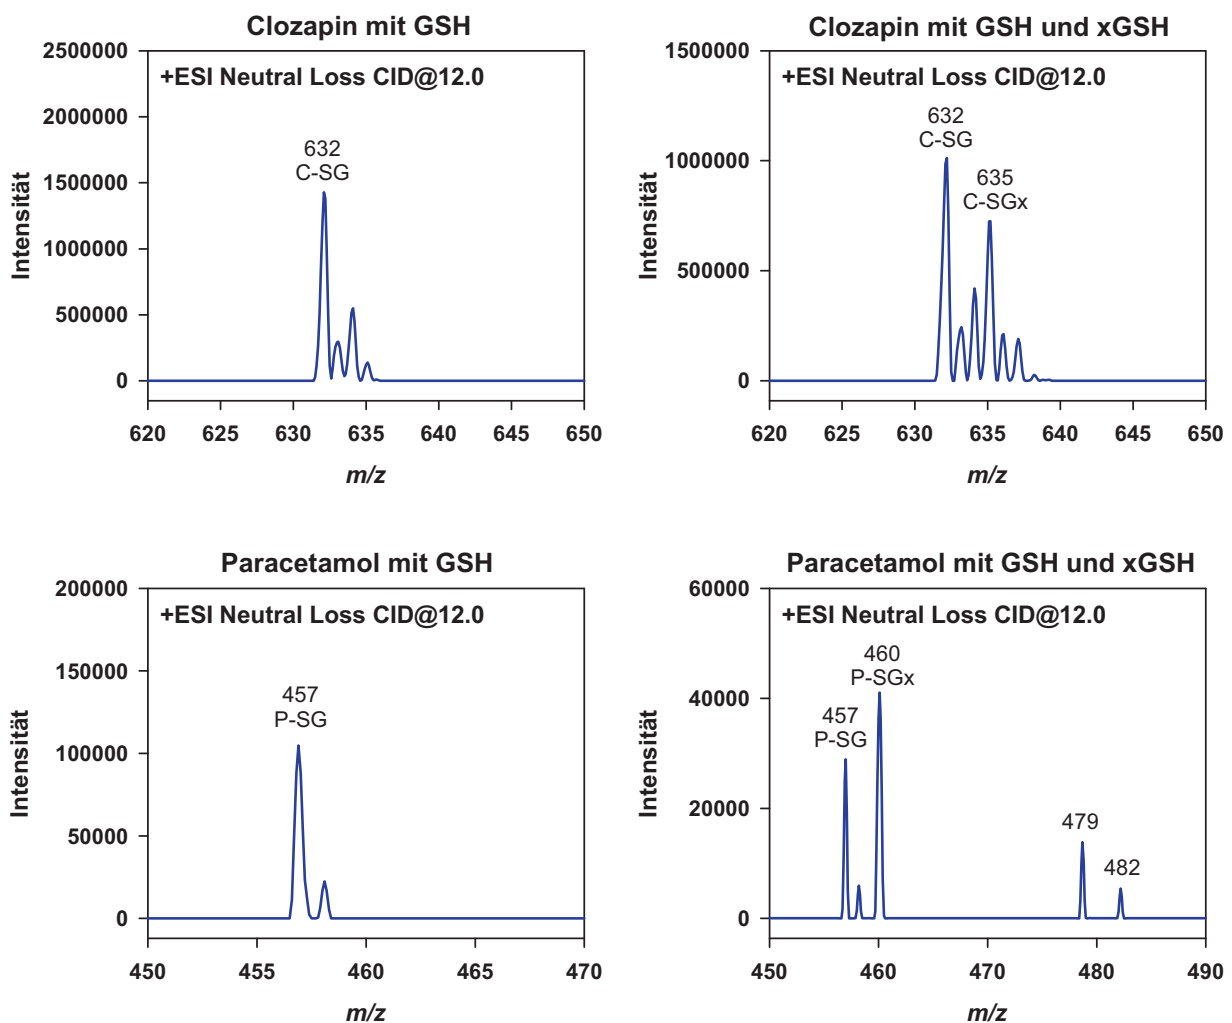 Clozapin mit GSH
+ESI Neutral Loss CID@12.0
2500000
2000000
1500000
1000000
500000
0
Intensität
632
C-SG
620 625 630 635 640 645 650
m/z
Clozapin mit GSH und xGSH
+ESI Neutral Loss CID@12.0
1500000
1000000
500000
0
Intensität
632
C-SG
635
C-SGx
620 625 630 635 640 645 650
m/z
Paracetamol mit GSH
+ESI Neutral Loss CID@12.0
200000
150000
100000
50000
0
Intensität
457
P-SG
450 455 460 465 470
m/z
Paracetamol mit GSH und xGSH
+ESI Neutral Loss CID@12.0
60000
40000
20000
0
Intensität
460
P-SGx
457
P-SG
479
482
450 460 470 480 490
m/z